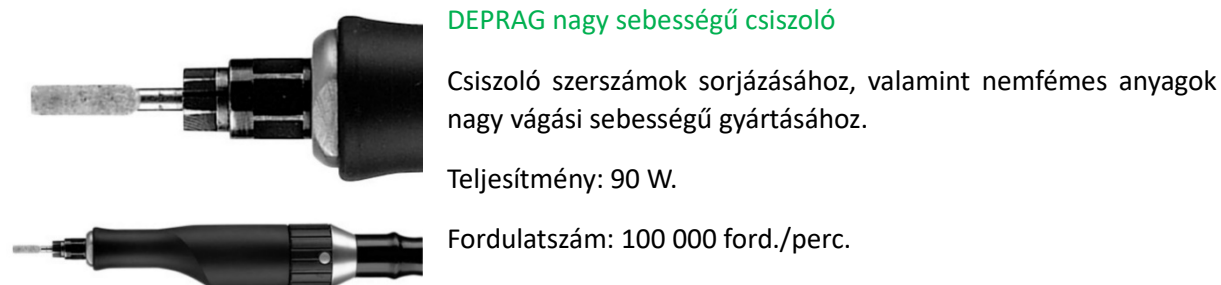 DEPRAG nagy sebességű csiszoló
Csiszoló szerszámok sorjázásához, valamint nemfémes anyagok
nagy vágási sebességű gyártásához.
Teljesítmény: 90 W.
Fordulatszám: 100 000 ford./perc.